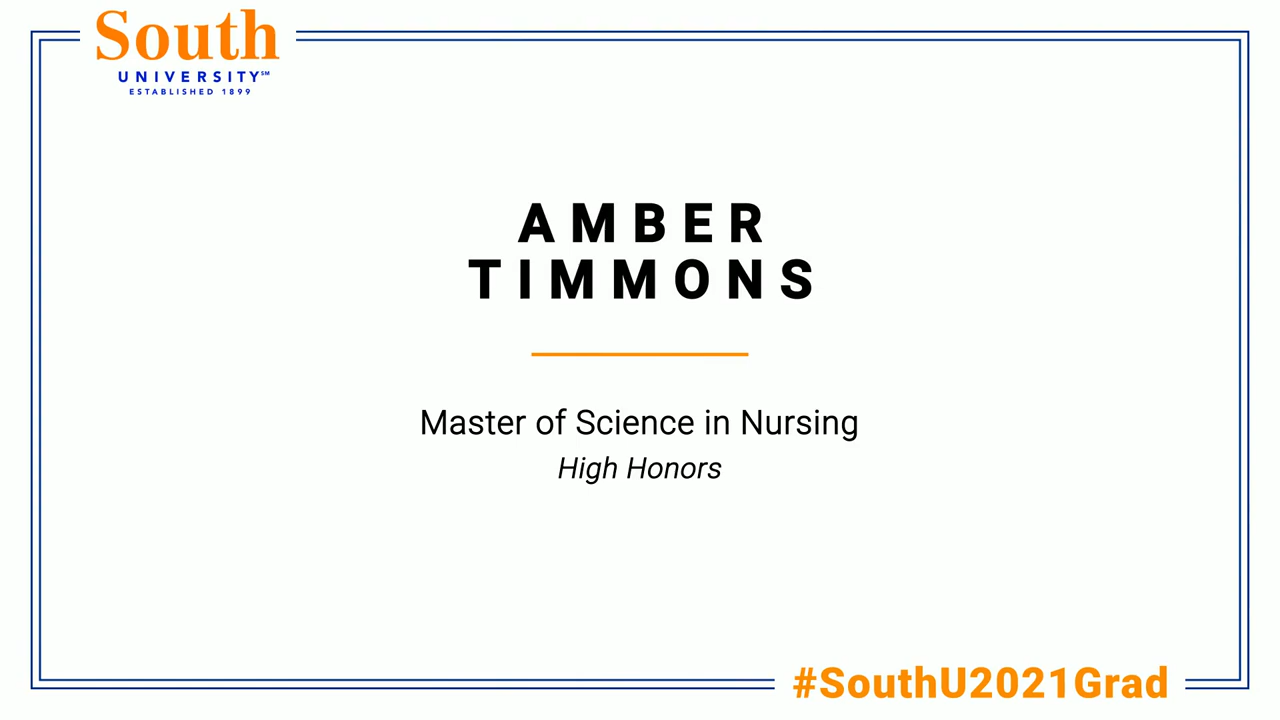 South
UNIVERSITY℠
ESTABLISHED 1899
AMBER
TIMMONS
Master of Science in Nursing
High Honors
#SouthU2021Grad